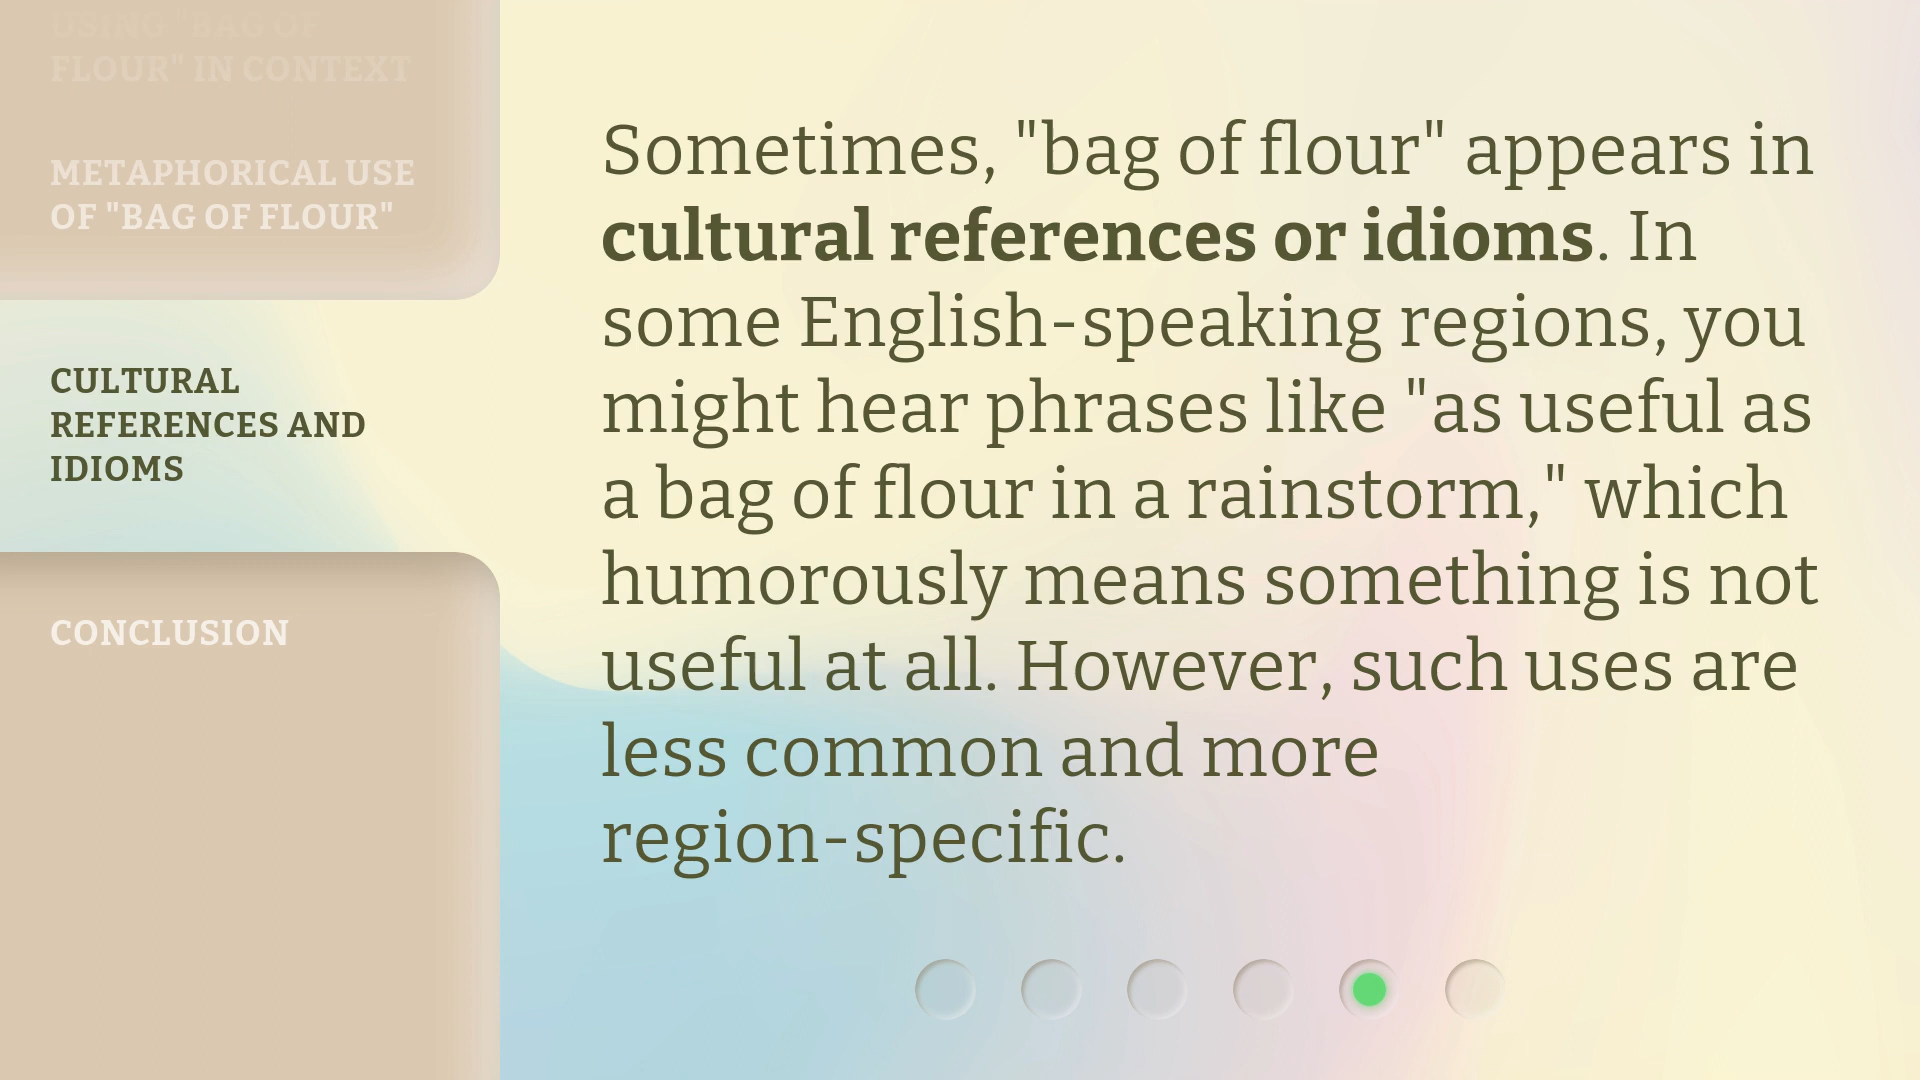 USING "BAG OF
FLOUR" IN CONTEXT
METAPHORICAL USE
OF "BAG OF FLOUR"
CULTURAL
REFERENCES AND
IDIOMS
CONCLUSION
Sometimes, "bag of flour" appears in
cultural references or idioms. In
some English-speaking regions, you
might hear phrases like "as useful as
a bag of flour in a rainstorm," which
humorously means something is not
useful at all. However, such uses are
less common and more
region-specific.